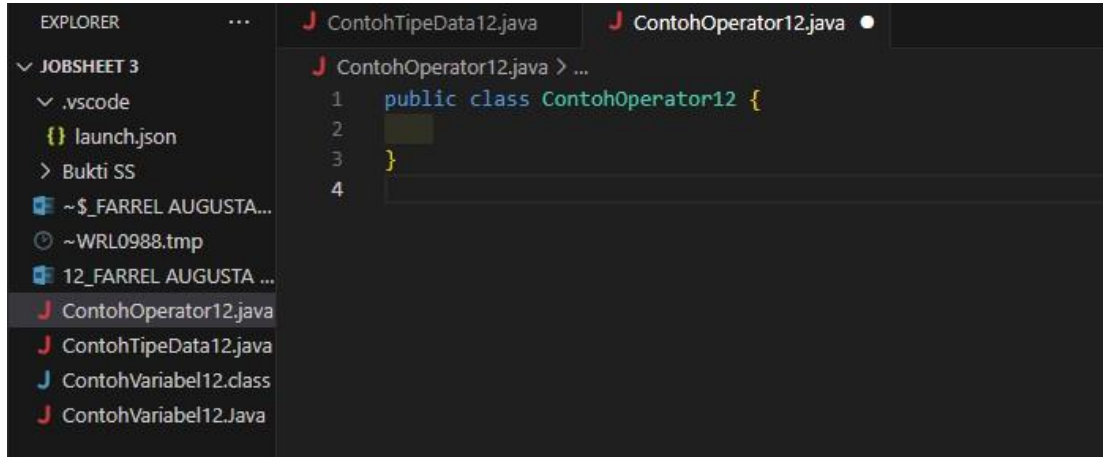 EXPLORER ...
JOBSHEET 3
.vscode
{} launch.json
Bukti SS
~$_FARREL AUGUSTA...
~WRL0988.tmp
12_FARREL AUGUSTA ...
J ContohOperator12.java
J ContohTipeData12.java
J ContohVariabel12.class
J ContohVariabel12.Java
J ContohTipeData12.java J ContohOperator12.java
J ContohOperator12.java > ...
1 public class ContohOperator12 {
2
3 }
4